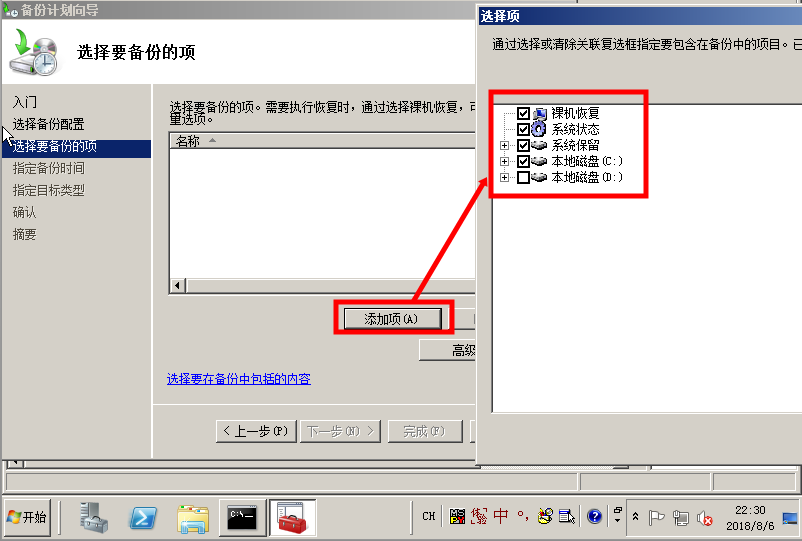 备份计划向导
选择要备份的项
入门
选择备份配置
选择要备份的项
指定备份时间
指定目标类型
确认
摘要
选择要备份的项。需要执行恢复时，通过选择裸机恢复，可
量选项。
名称
添加项(A)
高级
选择要在备份中包括的内容
< 上一步(P)
下一步(N) >
完成(F)
选择项
通过选择或清除关联复选框指定要包含在备份中的项目。已
裸机恢复
系统状态
系统保留
本地磁盘(C:)
本地磁盘(D:)
开始
C:\
CH
中
22:30
2018/8/6